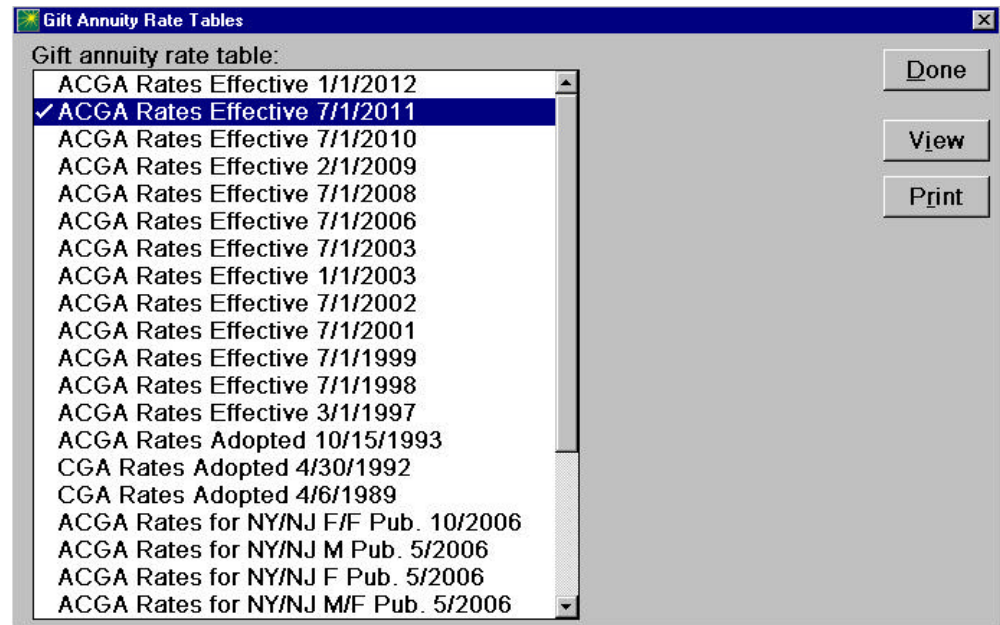 Gift Annuity Rate Tables
Gift annuity rate table:
ACGA Rates Effective 1/1/2012
ACGA Rates Effective 7/1/2011
ACGA Rates Effective 7/1/2010
ACGA Rates Effective 2/1/2009
ACGA Rates Effective 7/1/2008
ACGA Rates Effective 7/1/2006
ACGA Rates Effective 7/1/2003
ACGA Rates Effective 1/1/2003
ACGA Rates Effective 7/1/2002
ACGA Rates Effective 7/1/2001
ACGA Rates Effective 7/1/1999
ACGA Rates Effective 7/1/1998
ACGA Rates Effective 3/1/1997
ACGA Rates Adopted 10/15/1993
CGA Rates Adopted 4/30/1992
CGA Rates Adopted 4/6/1989
ACGA Rates for NY/NJ F/F Pub. 10/2006
ACGA Rates for NY/NJ M Pub. 5/2006
ACGA Rates for NY/NJ F Pub. 5/2006
ACGA Rates for NY/NJ M/F Pub. 5/2006
Done
View
Print